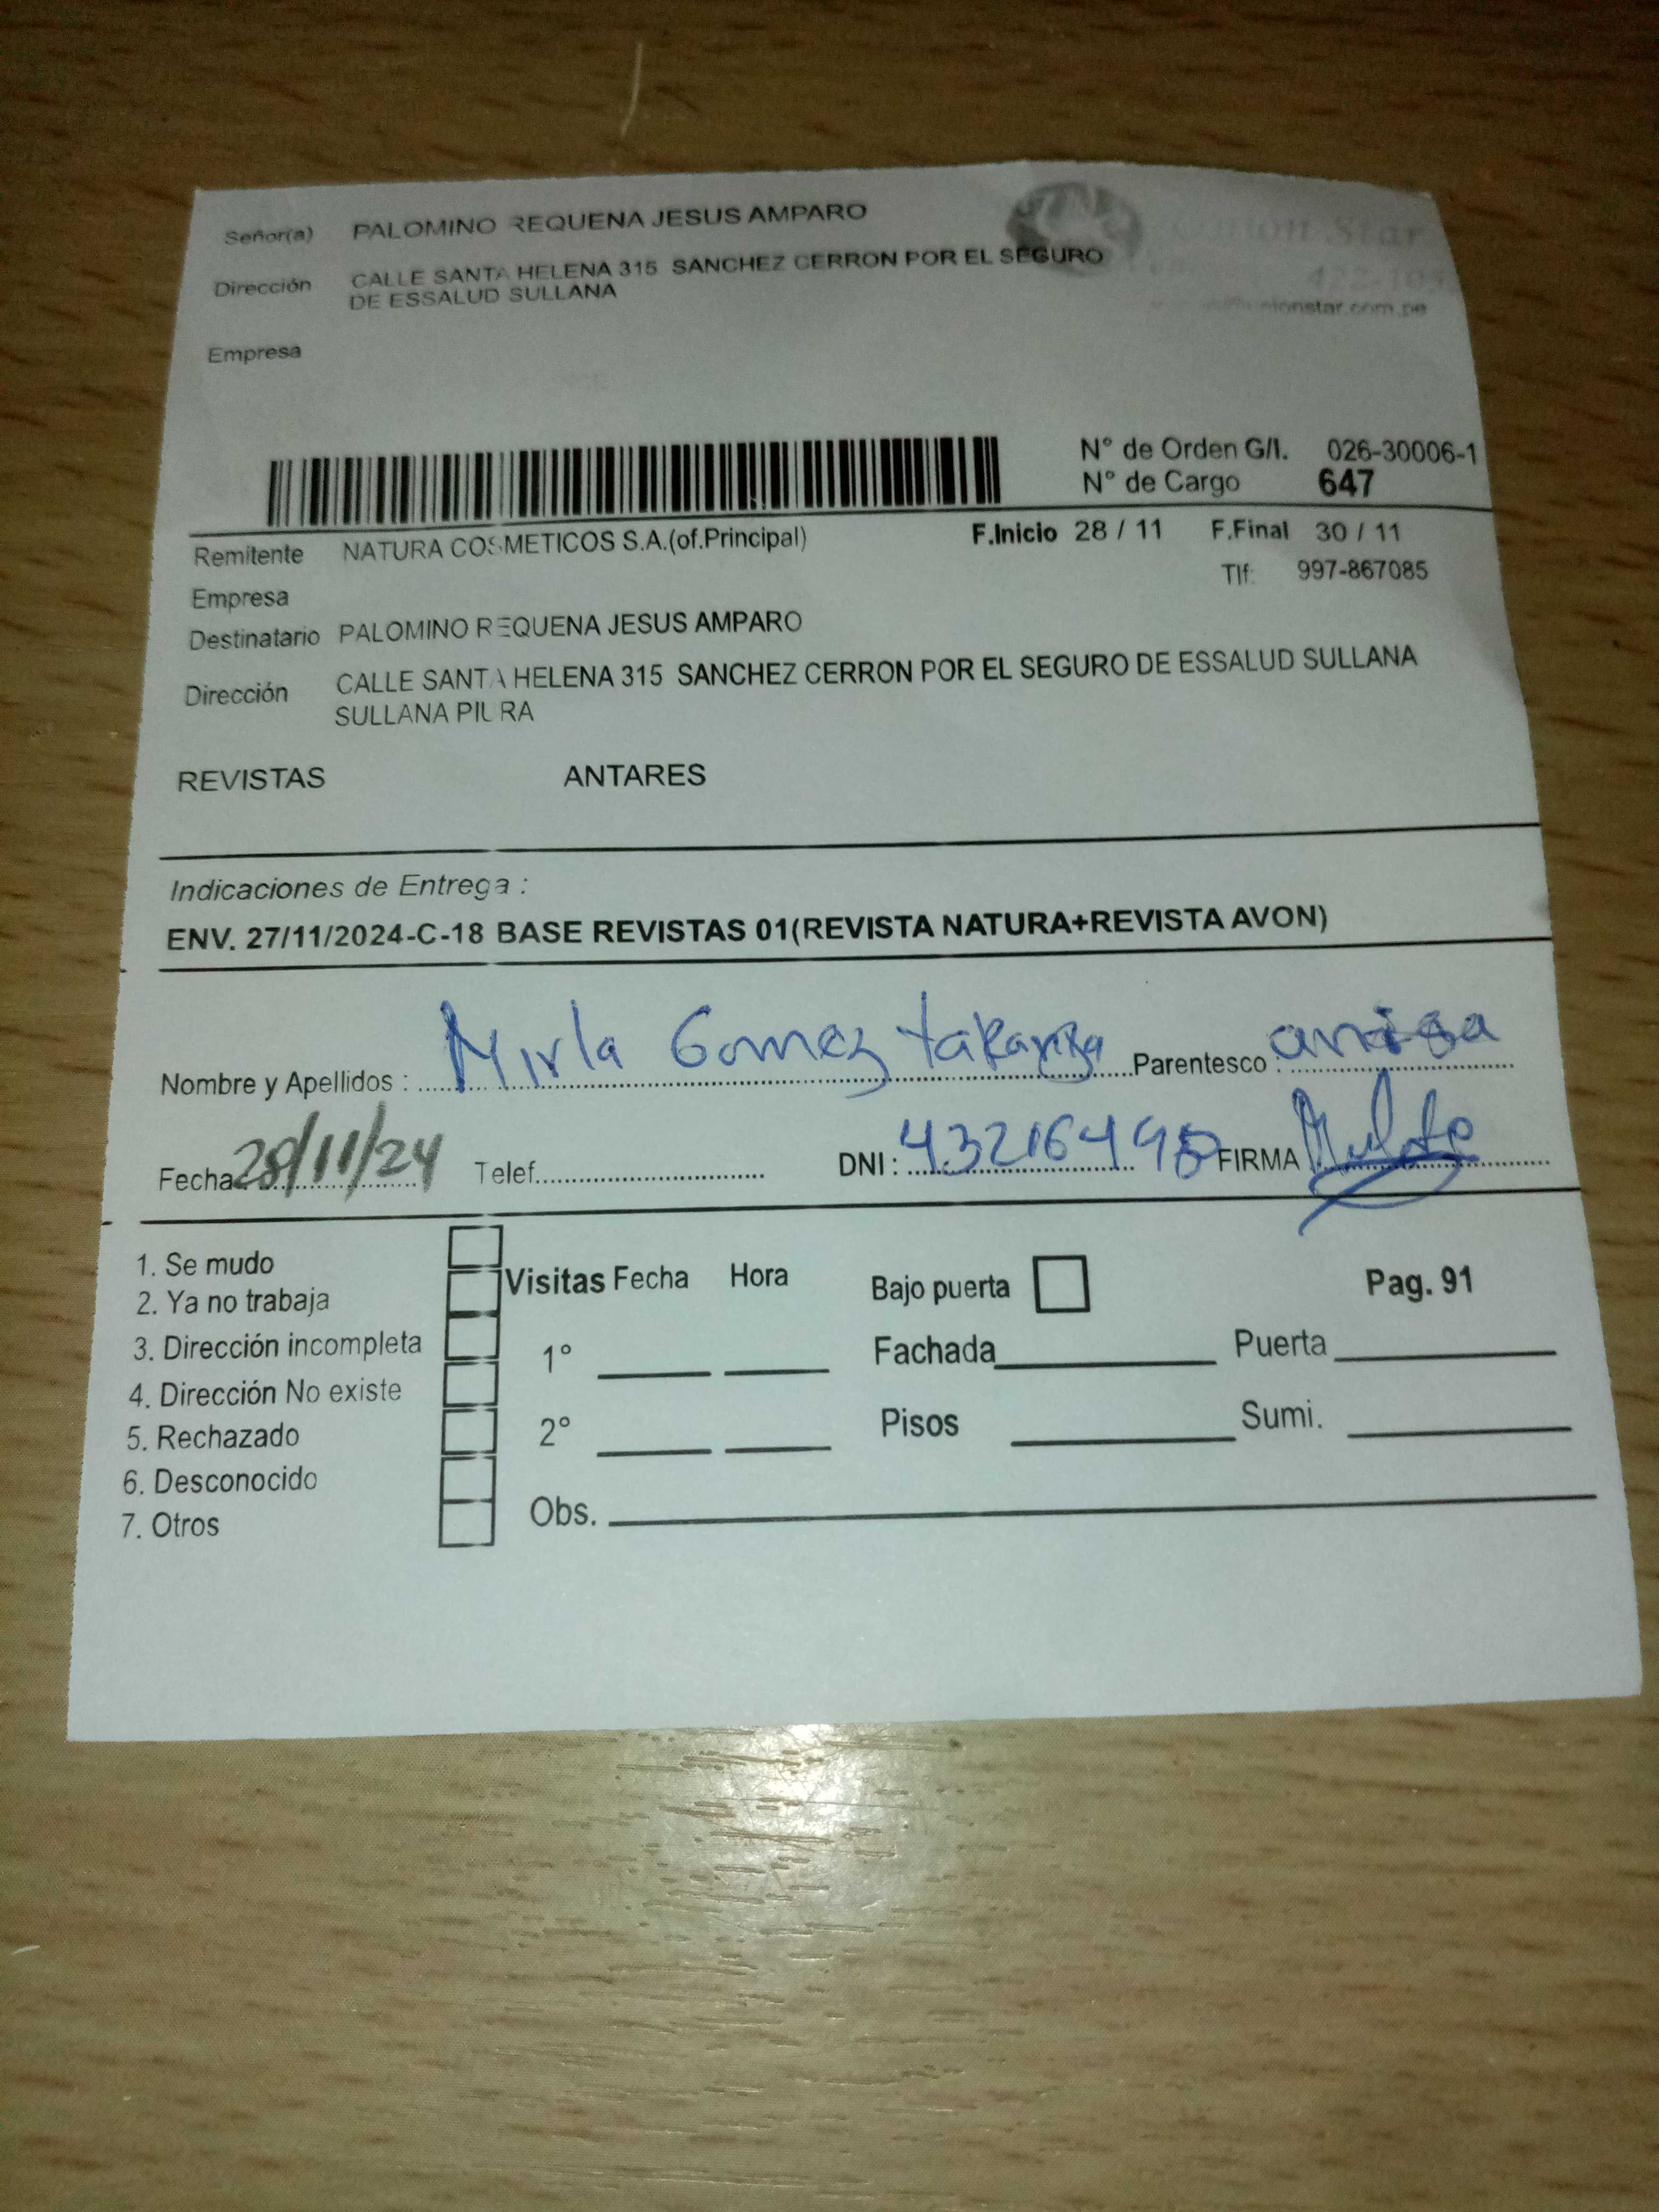 Señor(a) PALOMINO REQUENA JESUS AMPARO
Union Star
Dirección CALLE SANTA HELENA 315 SANCHEZ CERRON POR EL SEGURO
DE ESSALUD SULLANA
Empresa
N° de Orden G/I. 026-30006-1
N° de Cargo 647
Remitente NATURA COSMETICOS S.A.(of.Principal) F.Inicio 28 / 11 F.Final 30 / 11
Empresa Tlf: 997-867085
Destinatario PALOMINO REQUENA JESUS AMPARO
Dirección CALLE SANTA HELENA 315 SANCHEZ CERRON POR EL SEGURO DE ESSALUD SULLANA
SULLANA PIURA
REVISTAS ANTARES
Indicaciones de Entrega :
ENV. 27/11/2024-C-18 BASE REVISTAS 01(REVISTA NATURA+REVISTA AVON)
Nombre y Apellidos : Mirla Gomez Parentesco :
Fecha 28/11/24 Telef. DNI : FIRMA
1. Se mudo
2. Ya no trabaja
3. Dirección incompleta
4. Dirección No existe
5. Rechazado
6. Desconocido
7. Otros
Visitas Fecha Hora
1°
2°
Obs.
Bajo puerta Pag. 91
Fachada Puerta
Pisos Sumi.